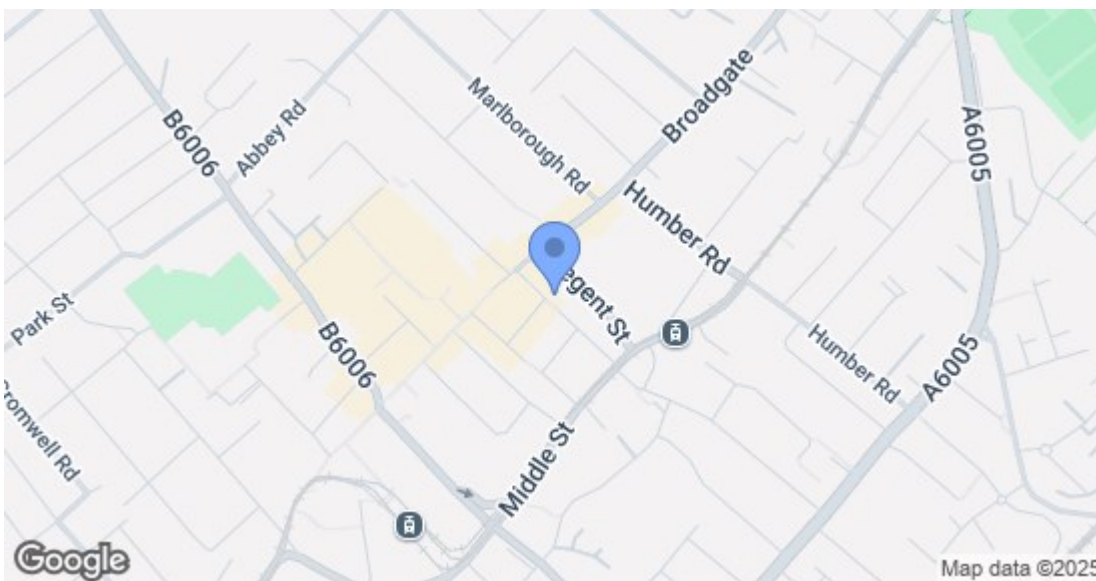 B6006
Abbey Rd
Marlborough Rd
Broadgate
A6005
Humber Rd
Park St
egent St
B6006
Humber Rd
A6005
Cromwell Rd
Middle St
Google
Map data ©2025